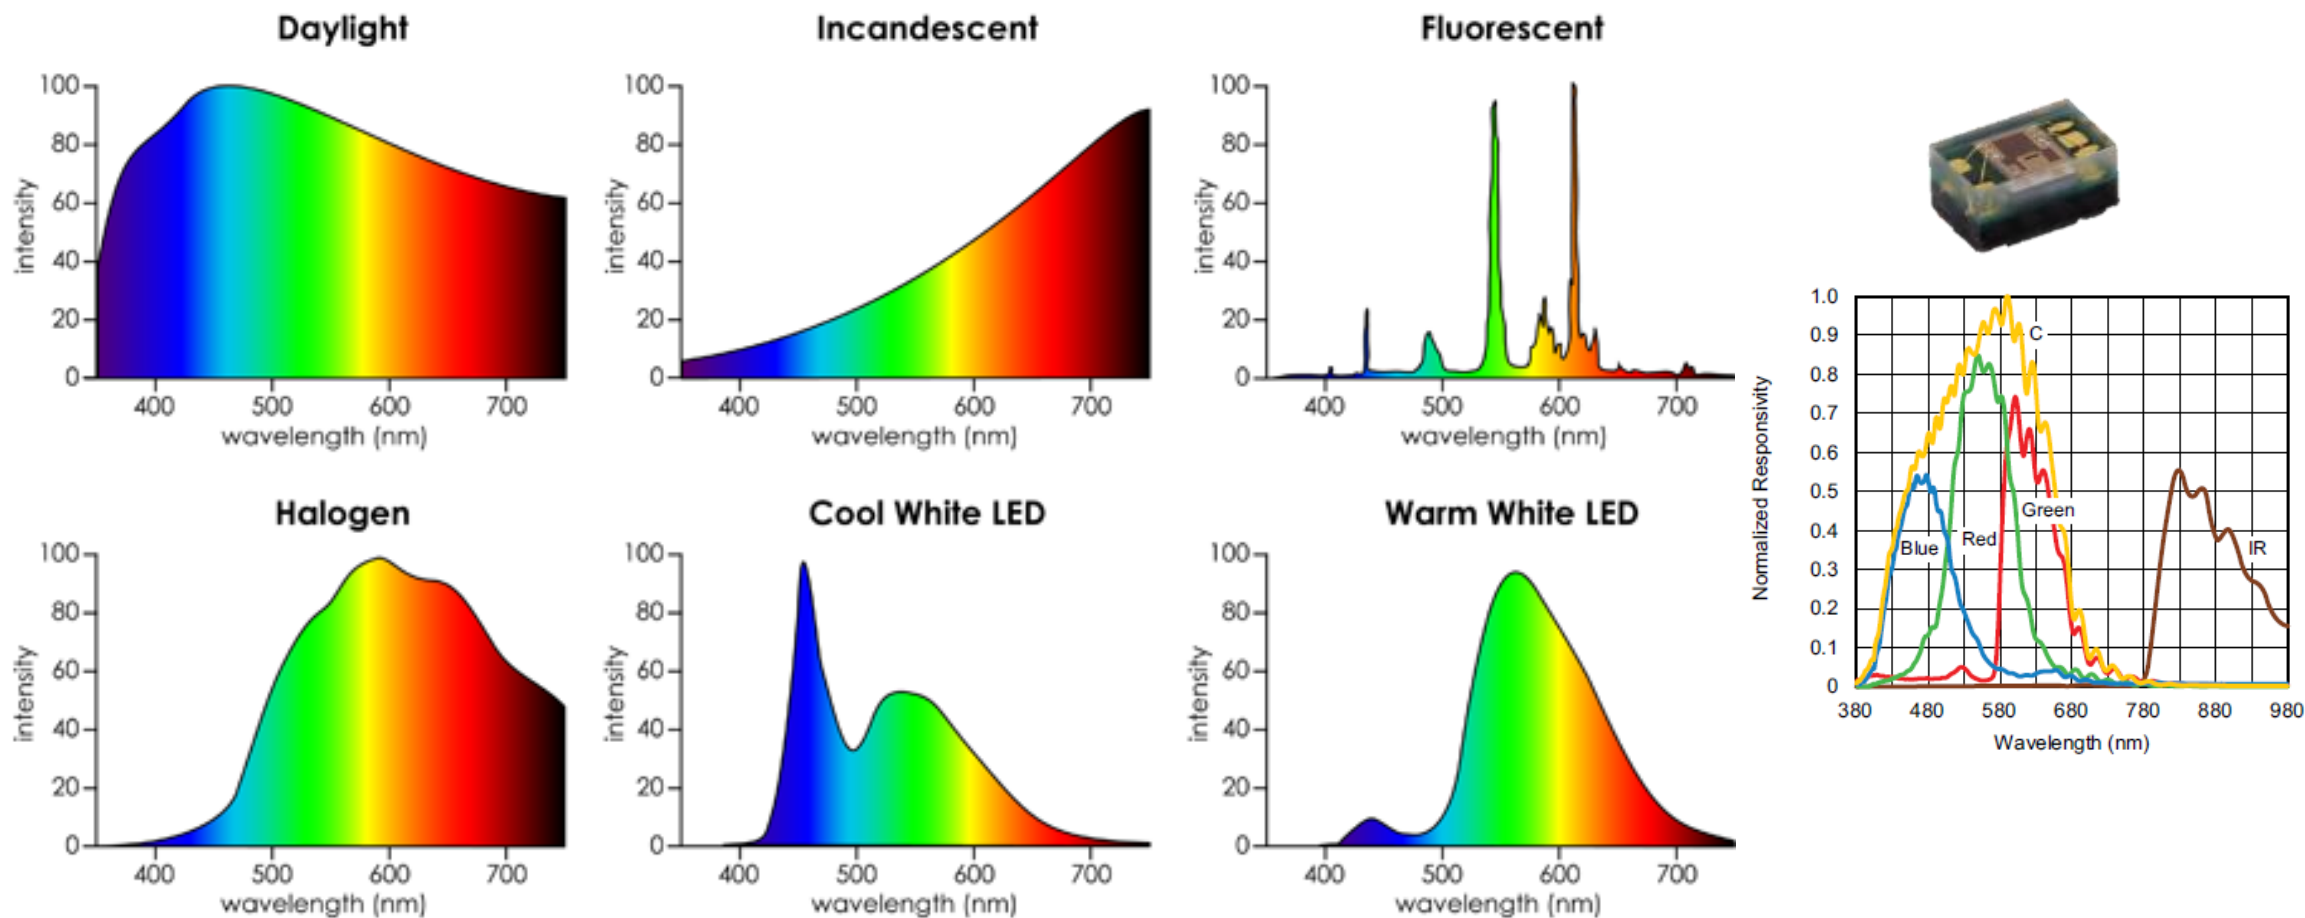 Daylight
100
80
60
40
20
0
intensity
400 500 600 700
wavelength (nm)
Incandescent
100
80
60
40
20
0
intensity
400 500 600 700
wavelength (nm)
Fluorescent
100
80
60
40
20
0
intensity
400 500 600 700
wavelength (nm)
Halogen
100
80
60
40
20
0
intensity
400 500 600 700
wavelength (nm)
Cool White LED
100
80
60
40
20
0
intensity
400 500 600 700
wavelength (nm)
Warm White LED
100
80
60
40
20
0
intensity
400 500 600 700
wavelength (nm)
1.0
0.9
0.8
0.7
0.6
0.5
0.4
0.3
0.2
0.1
0
Normalized Responsivity
C
Green
Red
Blue
IR
380 480 580 680 780 880 980
Wavelength (nm)